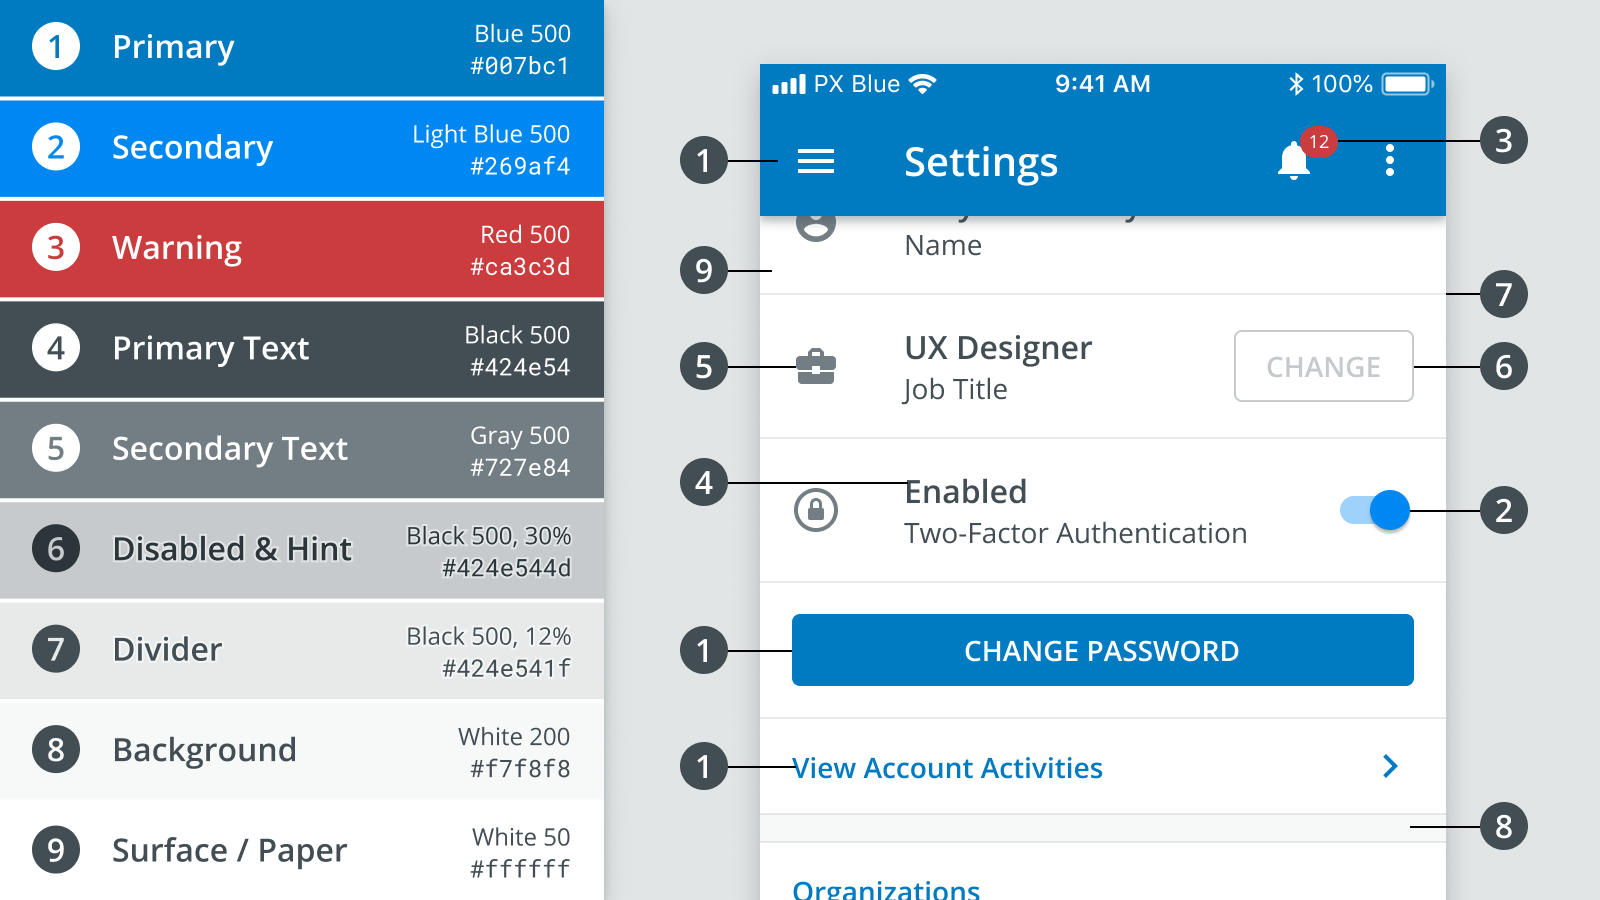 1 Primary Blue 500
#007bc1
2 Secondary Light Blue 500
#269af4
3 Warning Red 500
#ca3c3d
4 Primary Text Black 500
#424e54
5 Secondary Text Gray 500
#727e84
6 Disabled & Hint Black 500, 30%
#424e544d
7 Divider Black 500, 12%
#424e541f
8 Background White 200
#f7f8f8
9 Surface / Paper White 50
#ffffff
PX Blue 9:41 AM 100%
1 Settings 12 3
Name
9
7
UX Designer
5 CHANGE 6
Job Title
4 Enabled
2
Two-Factor Authentication
1 CHANGE PASSWORD
1 View Account Activities
8
Organizations